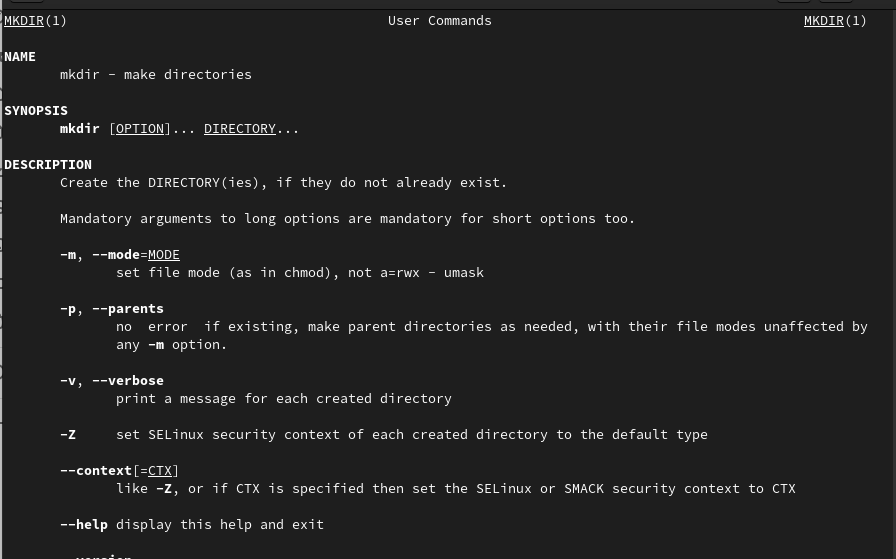 MKDIR(1) User Commands MKDIR(1)
NAME
mkdir - make directories
SYNOPSIS
mkdir [OPTION]... DIRECTORY...
DESCRIPTION
Create the DIRECTORY(ies), if they do not already exist.
Mandatory arguments to long options are mandatory for short options too.
-m, --mode=MODE
set file mode (as in chmod), not a=rwx - umask
-p, --parents
no  error  if existing, make parent directories as needed, with their file modes unaffected by
any -m option.
-v, --verbose
print a message for each created directory
-Z     set SELinux security context of each created directory to the default type
--context[=CTX]
like -Z, or if CTX is specified then set the SELinux or SMACK security context to CTX
--help display this help and exit
--version